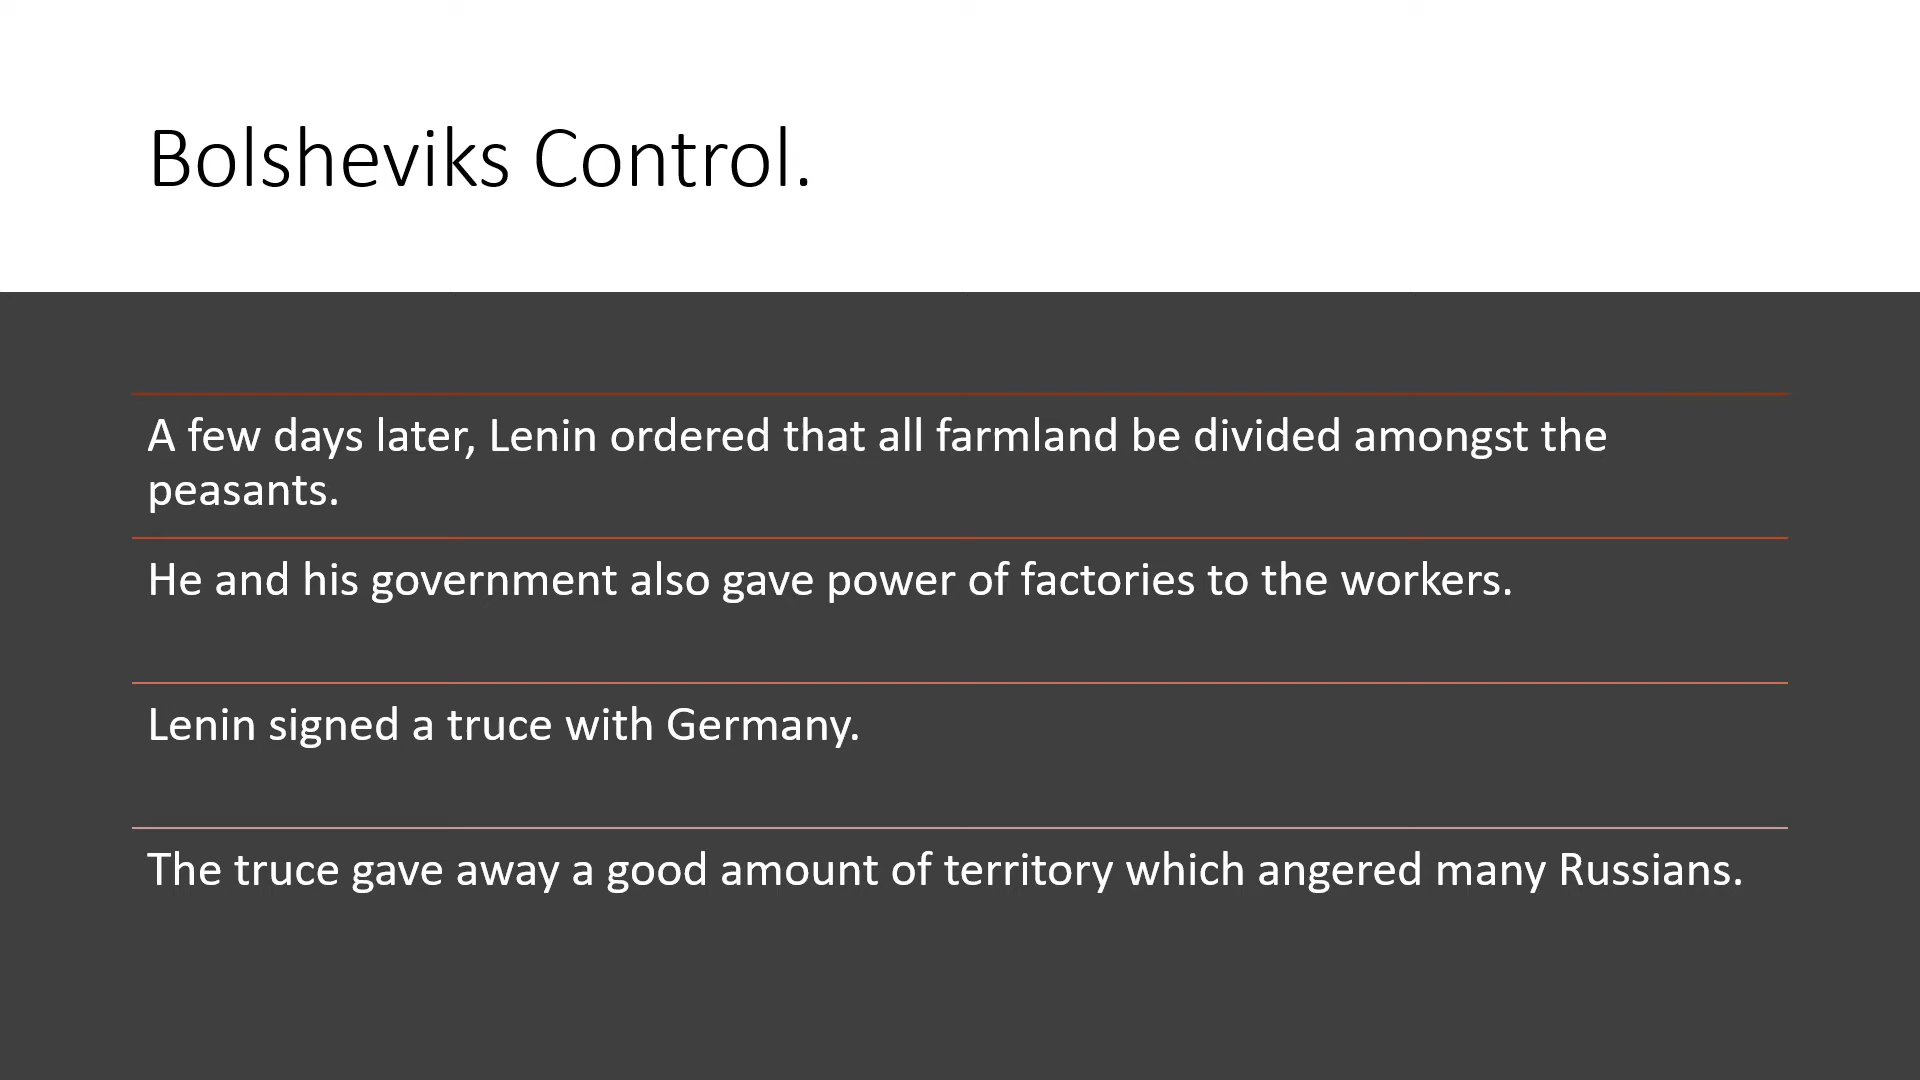 Bolsheviks Control.
A few days later, Lenin ordered that all farmland be divided amongst the
peasants.
He and his government also gave power of factories to the workers.
Lenin signed a truce with Germany.
The truce gave away a good amount of territory which angered many Russians.